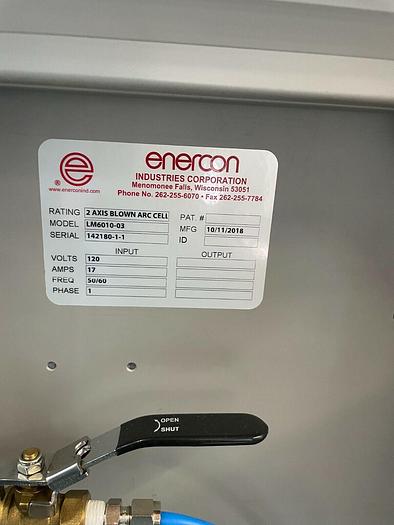 enercon
INDUSTRIES CORPORATION
Menomonee Falls, Wisconsin 53051
Phone No. 262-255-6070 • Fax 262-255-7784
e ®
www.enerconind.com
RATING 2 AXIS BLOWN ARC CELL PAT. #
MODEL LM6010-03 MFG 10/11/2018
SERIAL 142180-1-1 ID
INPUT OUTPUT
VOLTS 120
AMPS 17
FREQ 50/60
PHASE 1
OPEN
SHUT